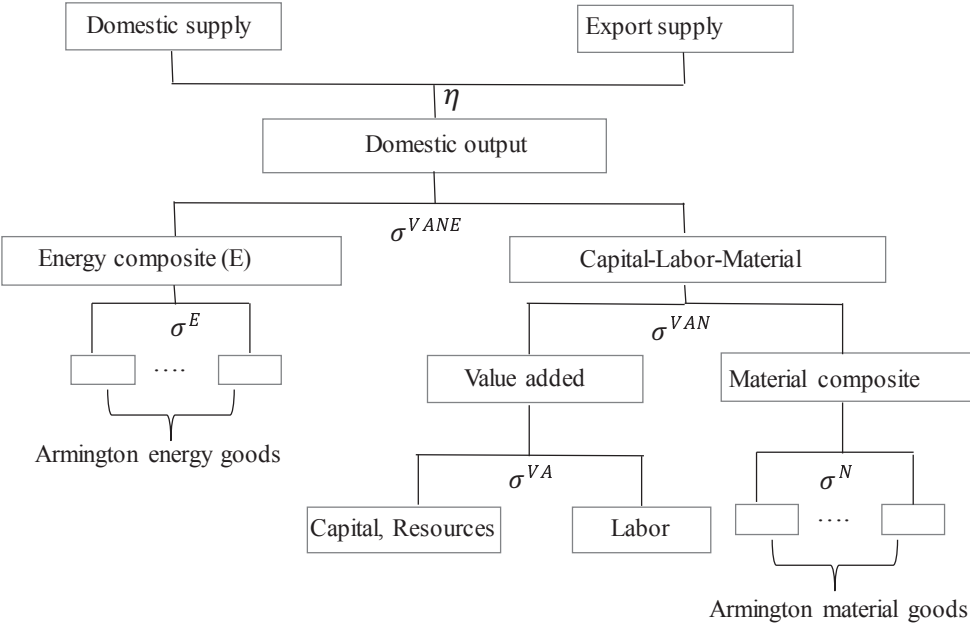 Domestic supply
Export supply
η
Domestic output
σ^VANE
Energy composite (E)
Capital-Labor-Material
σ^E
σ^VAN
....
Value added
Material composite
Armington energy goods
σ^VA
σ^N
Capital, Resources
Labor
....
Armington material goods